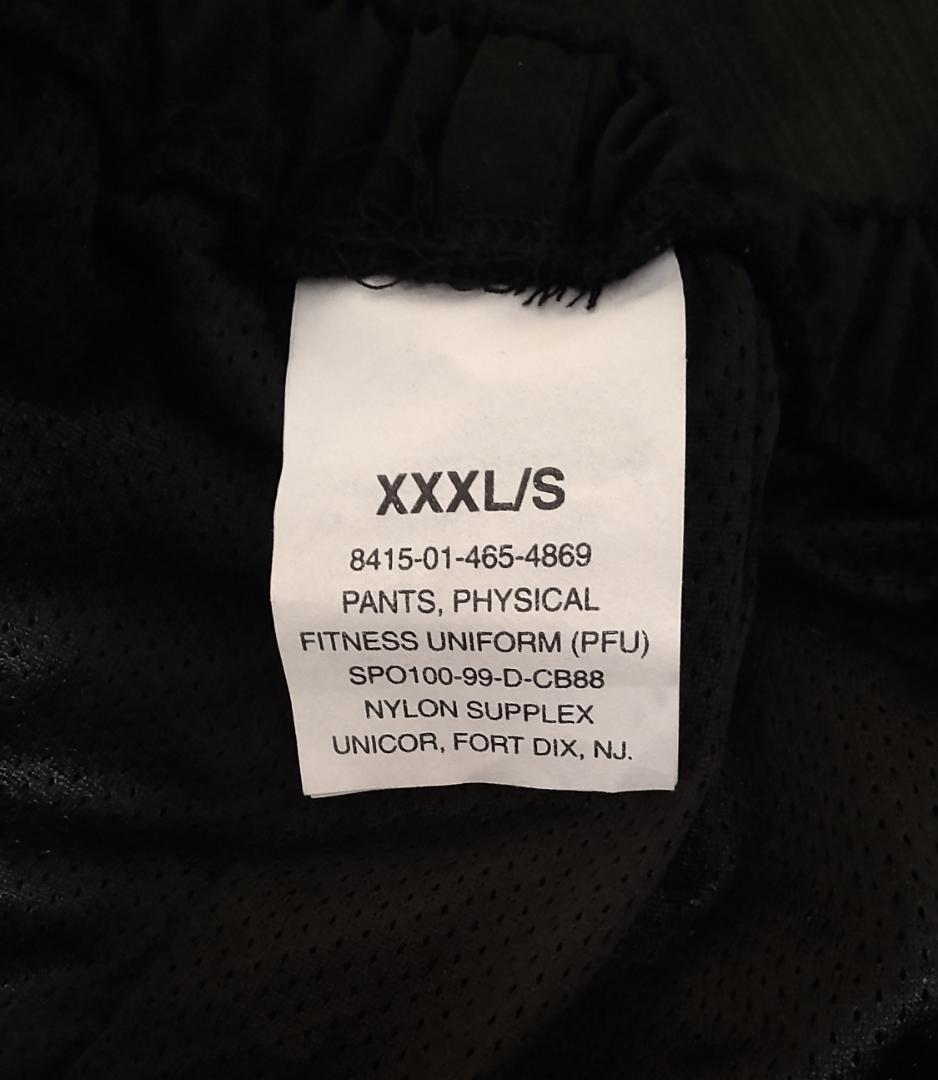 XXXL/S
8415-01-465-4869
PANTS, PHYSICAL
FITNESS UNIFORM (PFU)
SPO100-99-D-CB88
NYLON SUPPLEX
UNICOR, FORT DIX, NJ.